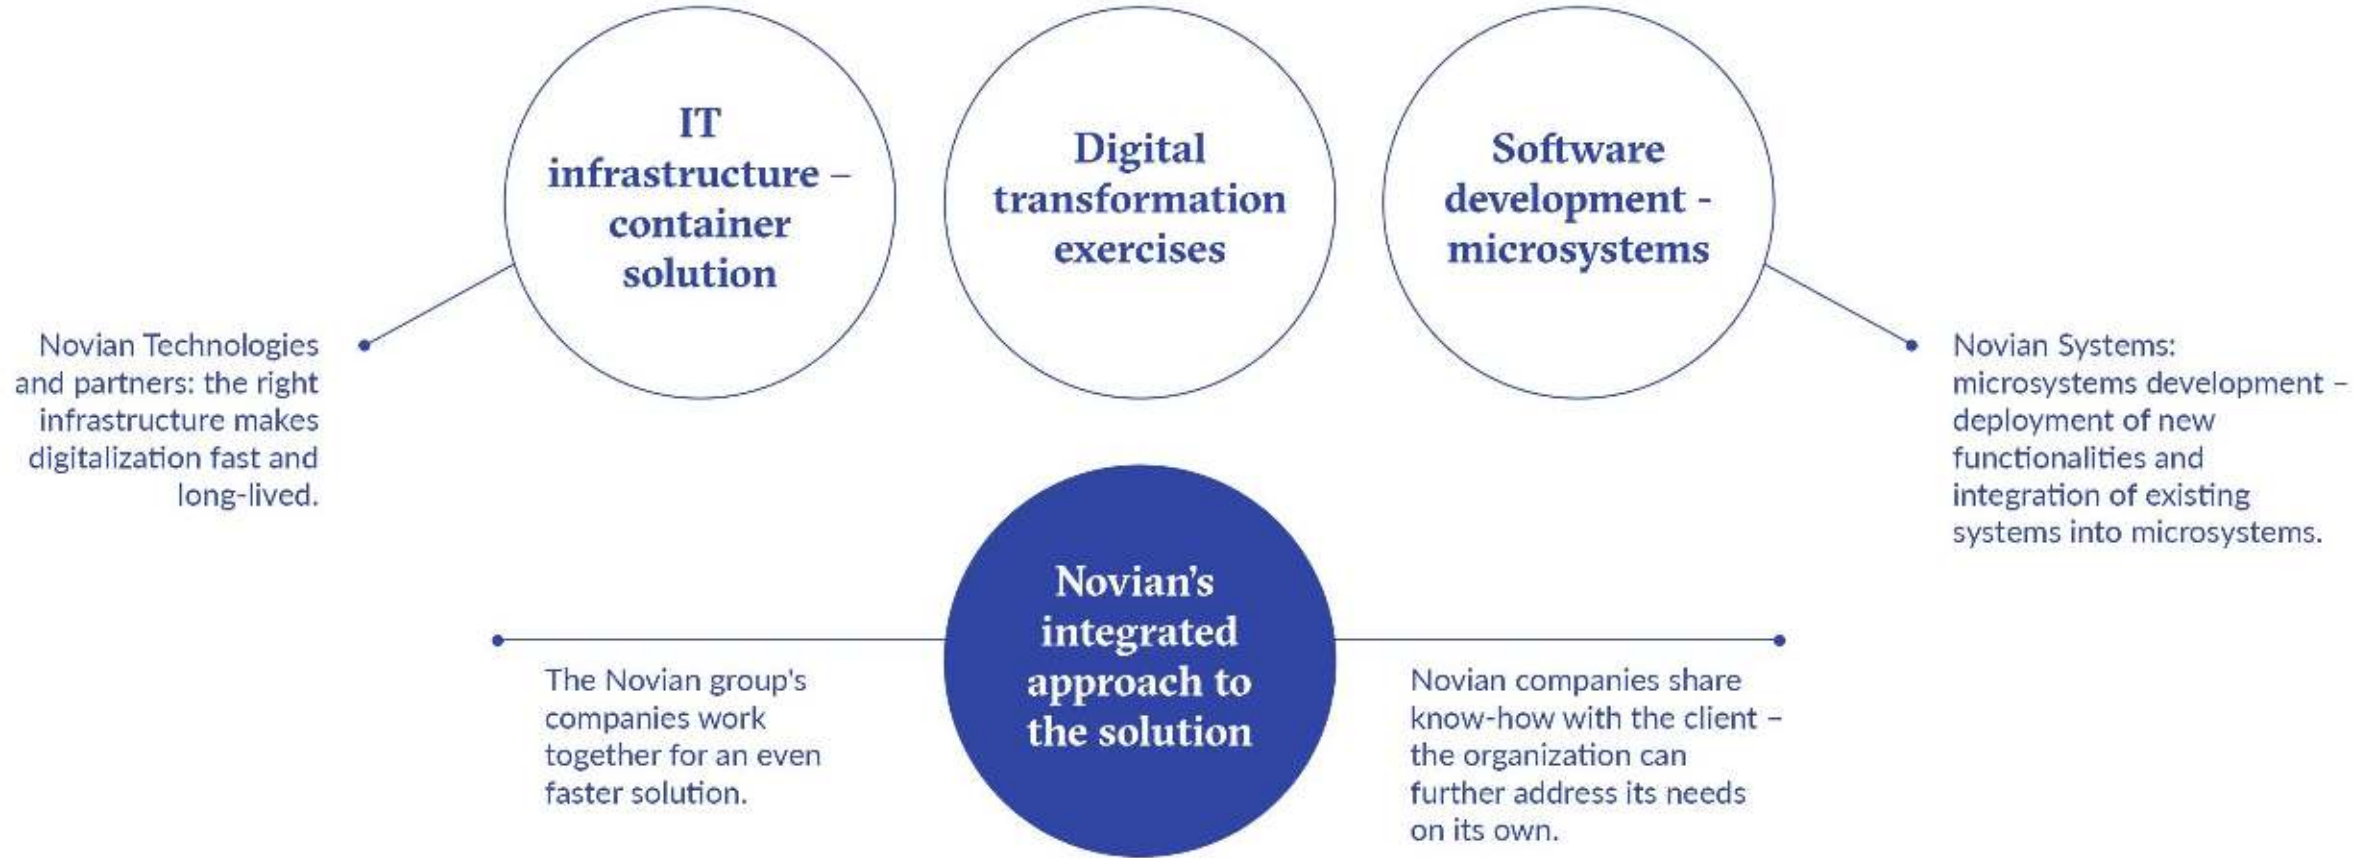 IT
infrastructure –
container
solution
Digital
transformation
exercises
Software
development -
microsystems
Novian Technologies
and partners: the right
infrastructure makes
digitalization fast and
long-lived.
Novian Systems:
microsystems development –
deployment of new
functionalities and
integration of existing
systems into microsystems.
Novian’s
integrated
approach to
the solution
The Novian group's
companies work
together for an even
faster solution.
Novian companies share
know-how with the client –
the organization can
further address its needs
on its own.